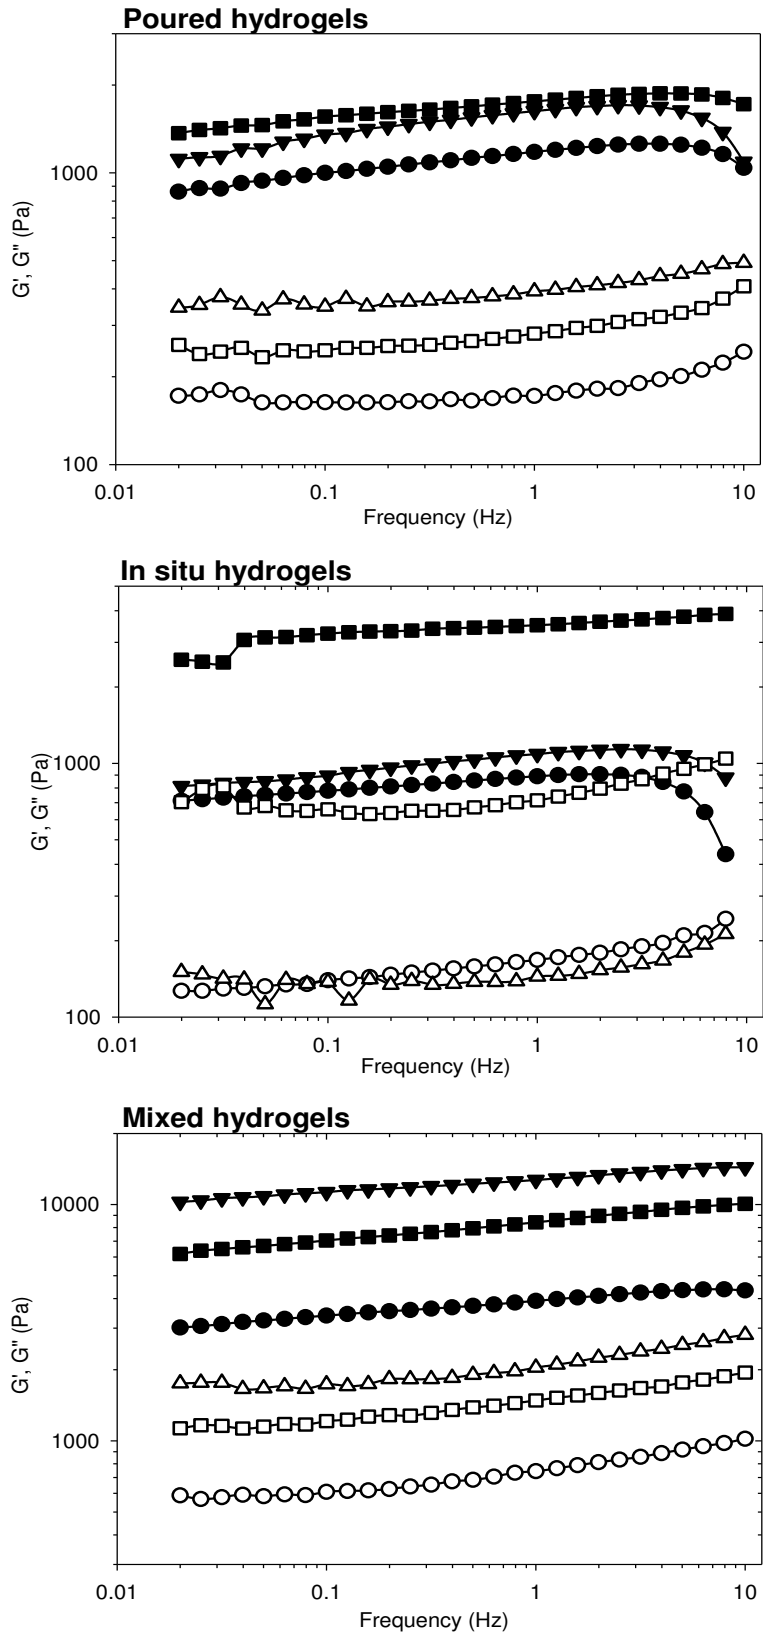 Poured hydrogels
G', G" (Pa)
1000
100
0.01 0.1 1 10
Frequency (Hz)
In situ hydrogels
G', G" (Pa)
1000
100
0.01 0.1 1 10
Frequency (Hz)
Mixed hydrogels
G', G" (Pa)
10000
1000
0.01 0.1 1 10
Frequency (Hz)